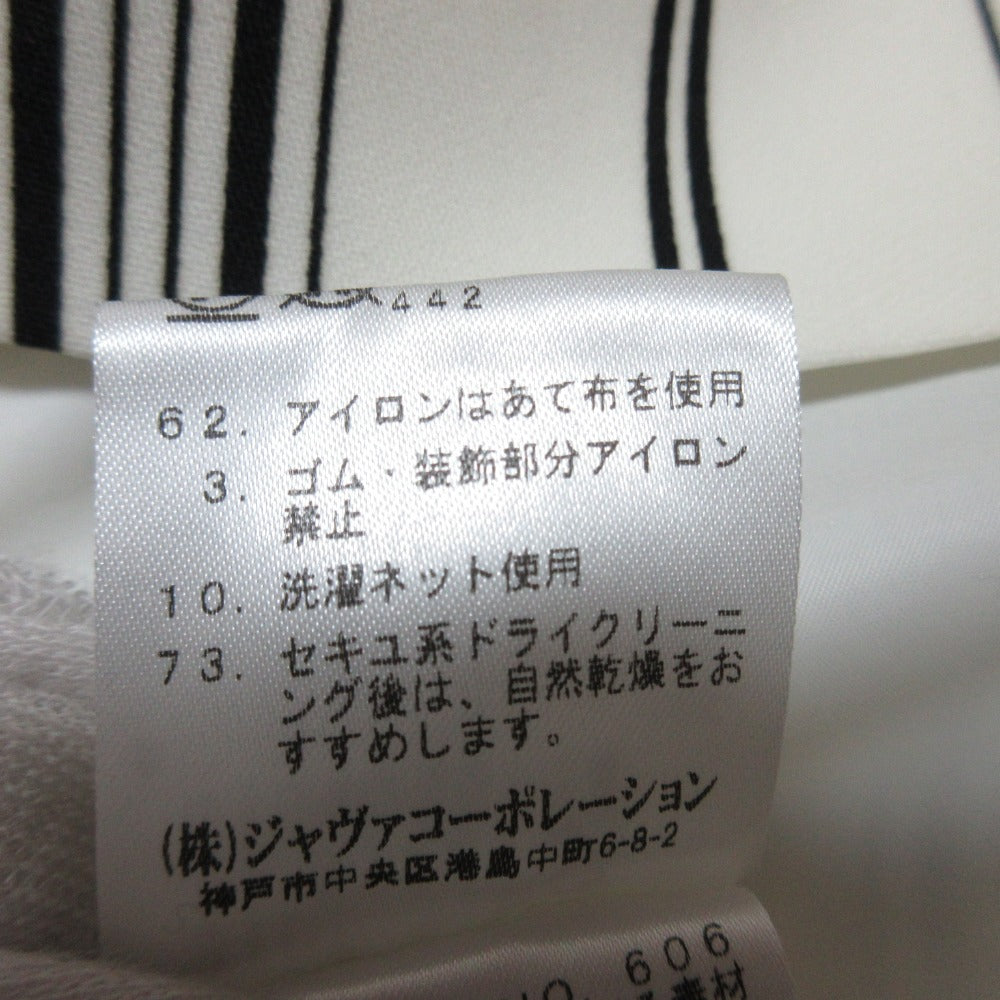 442
62. アイロンはあて布を使用
3. ゴム・装飾部分アイロン
禁止
10. 洗濯ネット使用
73. セキユ系ドライクリーニ
ング後は、自然乾燥をお
すすめします。
(株)ジャヴァコーポレーション
神戸市中央区港島中町6-8-2
606
素材